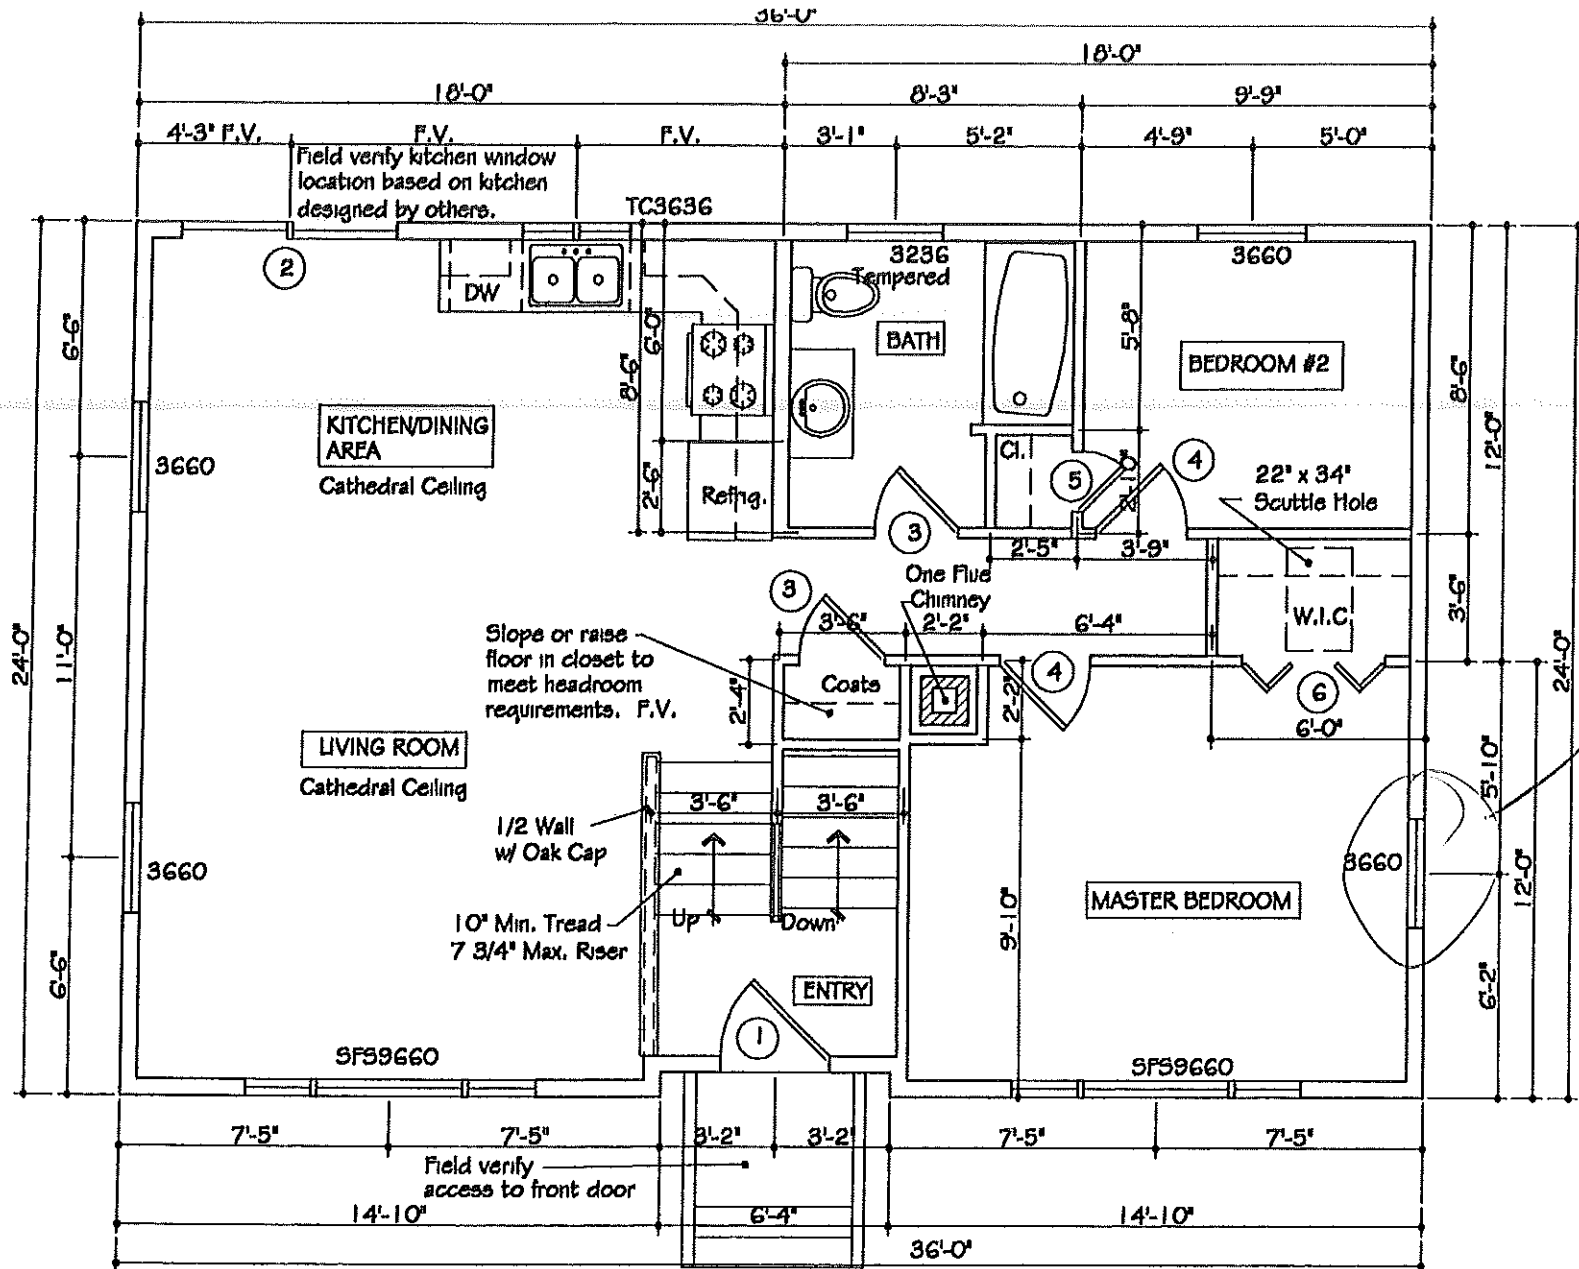 36'-0"
18'-0"
18'-0"
8'-3"
9'-9"
4'-3" F.V.
F.V.
F.V.
3'-1"
5'-2"
4'-9"
5'-0"
Field verify kitchen window
location based on kitchen
designed by others.
TC3636
2
DW
3236
Tempered
3660
BATH
BEDROOM #2
6'-6"
6'-0"
8'-6"
5'-8"
8'-6"
12'-0"
KITCHEN/DINING
AREA
Cathedral Ceiling
3660
2'-6"
Refrig.
Cl.
5
2'-10"
4
22" x 34"
Scuttle Hole
3
2'-5"
3'-9"
One Flue
Chimney
3
3'-6"
2'-2"
6'-4"
W.I.C.
3'-6"
24'-0"
11'-0"
24'-0"
Slope or raise
floor in closet to
meet headroom
requirements. F.V.
2'-4"
Coats
2'-2"
4
6
6'-0"
LIVING ROOM
Cathedral Ceiling
5'-10"
1/2 Wall
w/ Oak Cap
3'-6"
3'-6"
3660
3660
10" Min. Tread
7 3/4" Max. Riser
Up
Down
9'-10"
MASTER BEDROOM
12'-0"
6'-6"
ENTRY
6'-2"
1
SFS9660
SFS9660
7'-5"
7'-5"
3'-2"
3'-2"
7'-5"
7'-5"
Field verify
access to front door
14'-10"
6'-4"
14'-10"
36'-0"